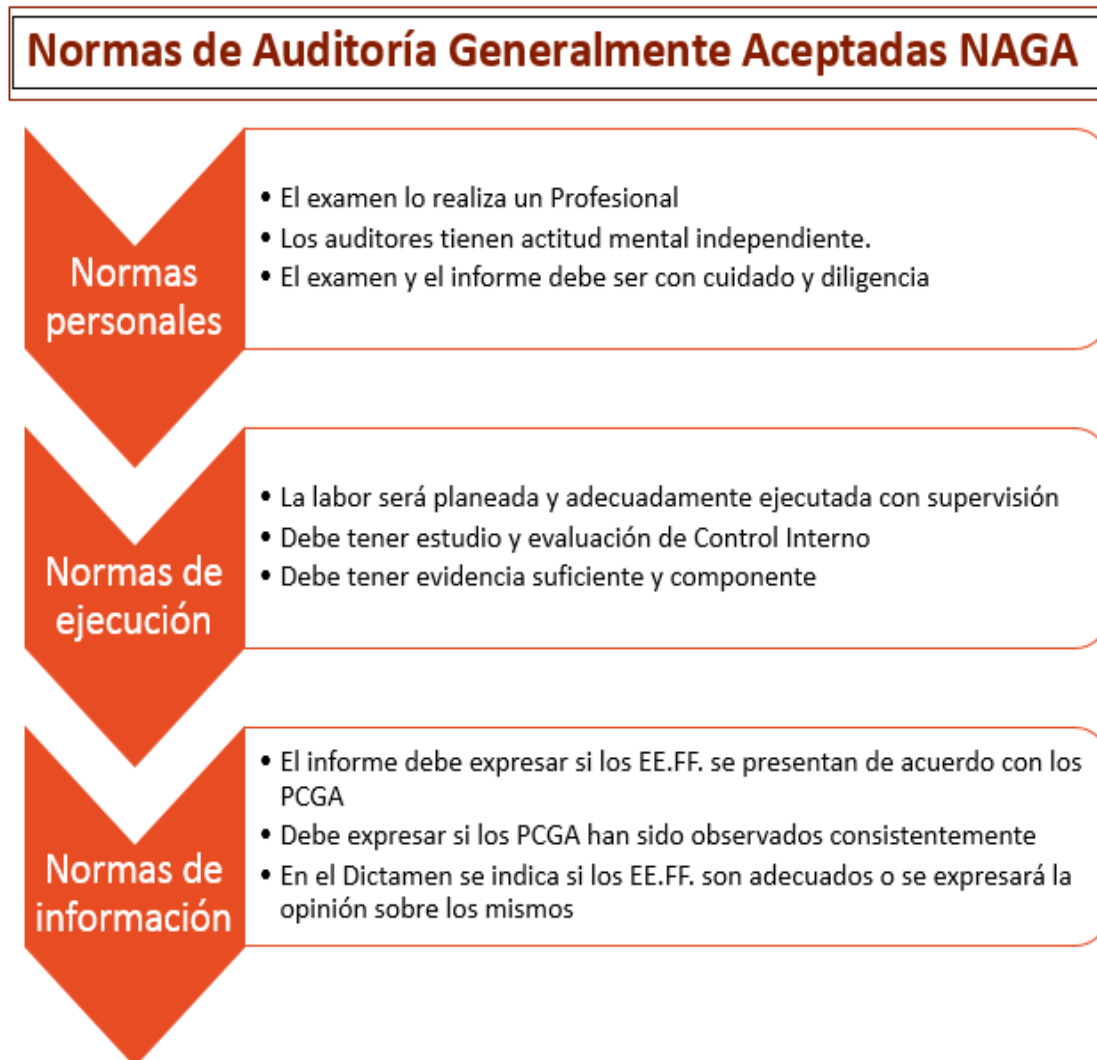 Normas de Auditoría Generalmente Aceptadas NAGA
Normas
personales
• El examen lo realiza un Profesional
• Los auditores tienen actitud mental independiente.
• El examen y el informe debe ser con cuidado y diligencia
Normas de
ejecución
• La labor será planeada y adecuadamente ejecutada con supervisión
• Debe tener estudio y evaluación de Control Interno
• Debe tener evidencia suficiente y componente
Normas de
información
• El informe debe expresar si los EE.FF. se presentan de acuerdo con los
PCGA
• Debe expresar si los PCGA han sido observados consistentemente
• En el Dictamen se indica si los EE.FF. son adecuados o se expresará la
opinión sobre los mismos